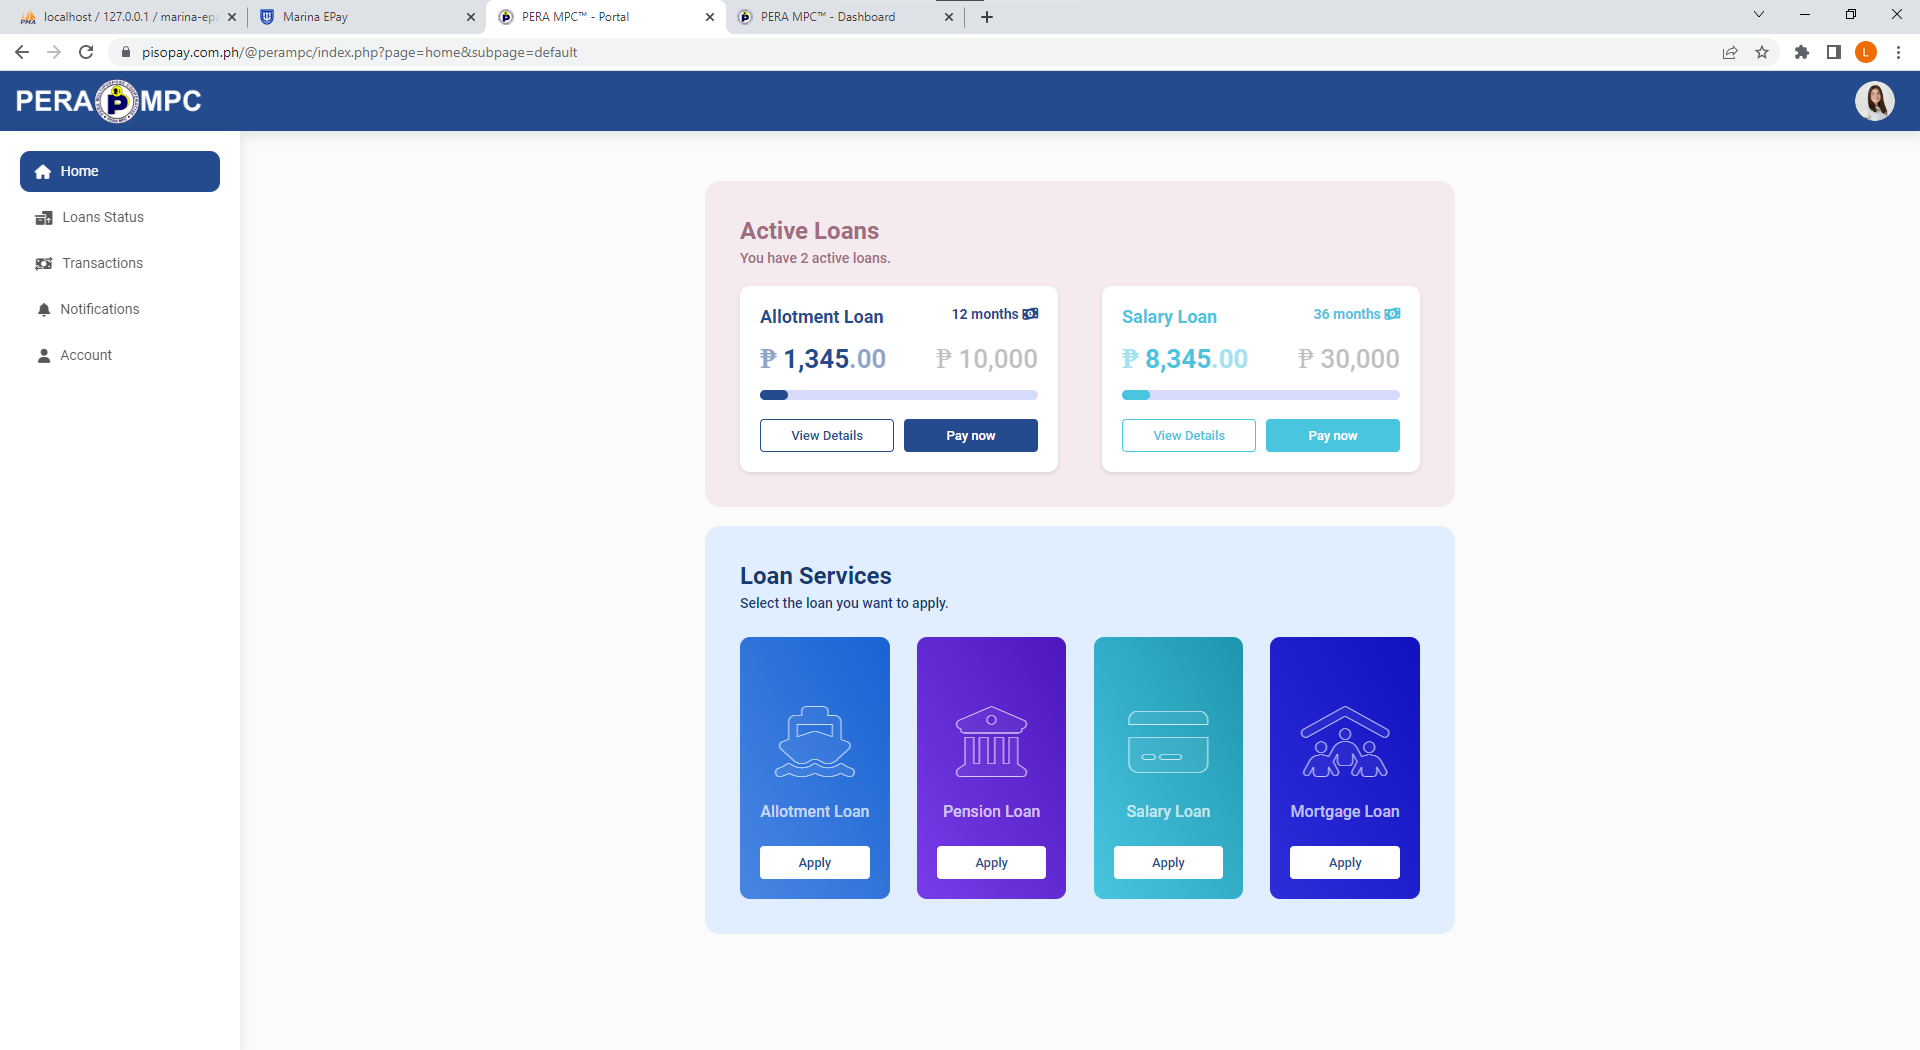 localhost / 127.0.0.1 / marina-epa
Marina EPay
PERA MPC™ - Portal
PERA MPC™ - Dashboard
pisopay.com.ph/@perampc/index.php?page=home&subpage=default
L
PERA P MPC
Home
Loans Status
Transactions
Notifications
Account
Active Loans
You have 2 active loans.
Allotment Loan
12 months
₱ 1,345.00
₱ 10,000
View Details
Pay now
Salary Loan
36 months
₱ 8,345.00
₱ 30,000
View Details
Pay now
Loan Services
Select the loan you want to apply.
Allotment Loan
Apply
Pension Loan
Apply
Salary Loan
Apply
Mortgage Loan
Apply